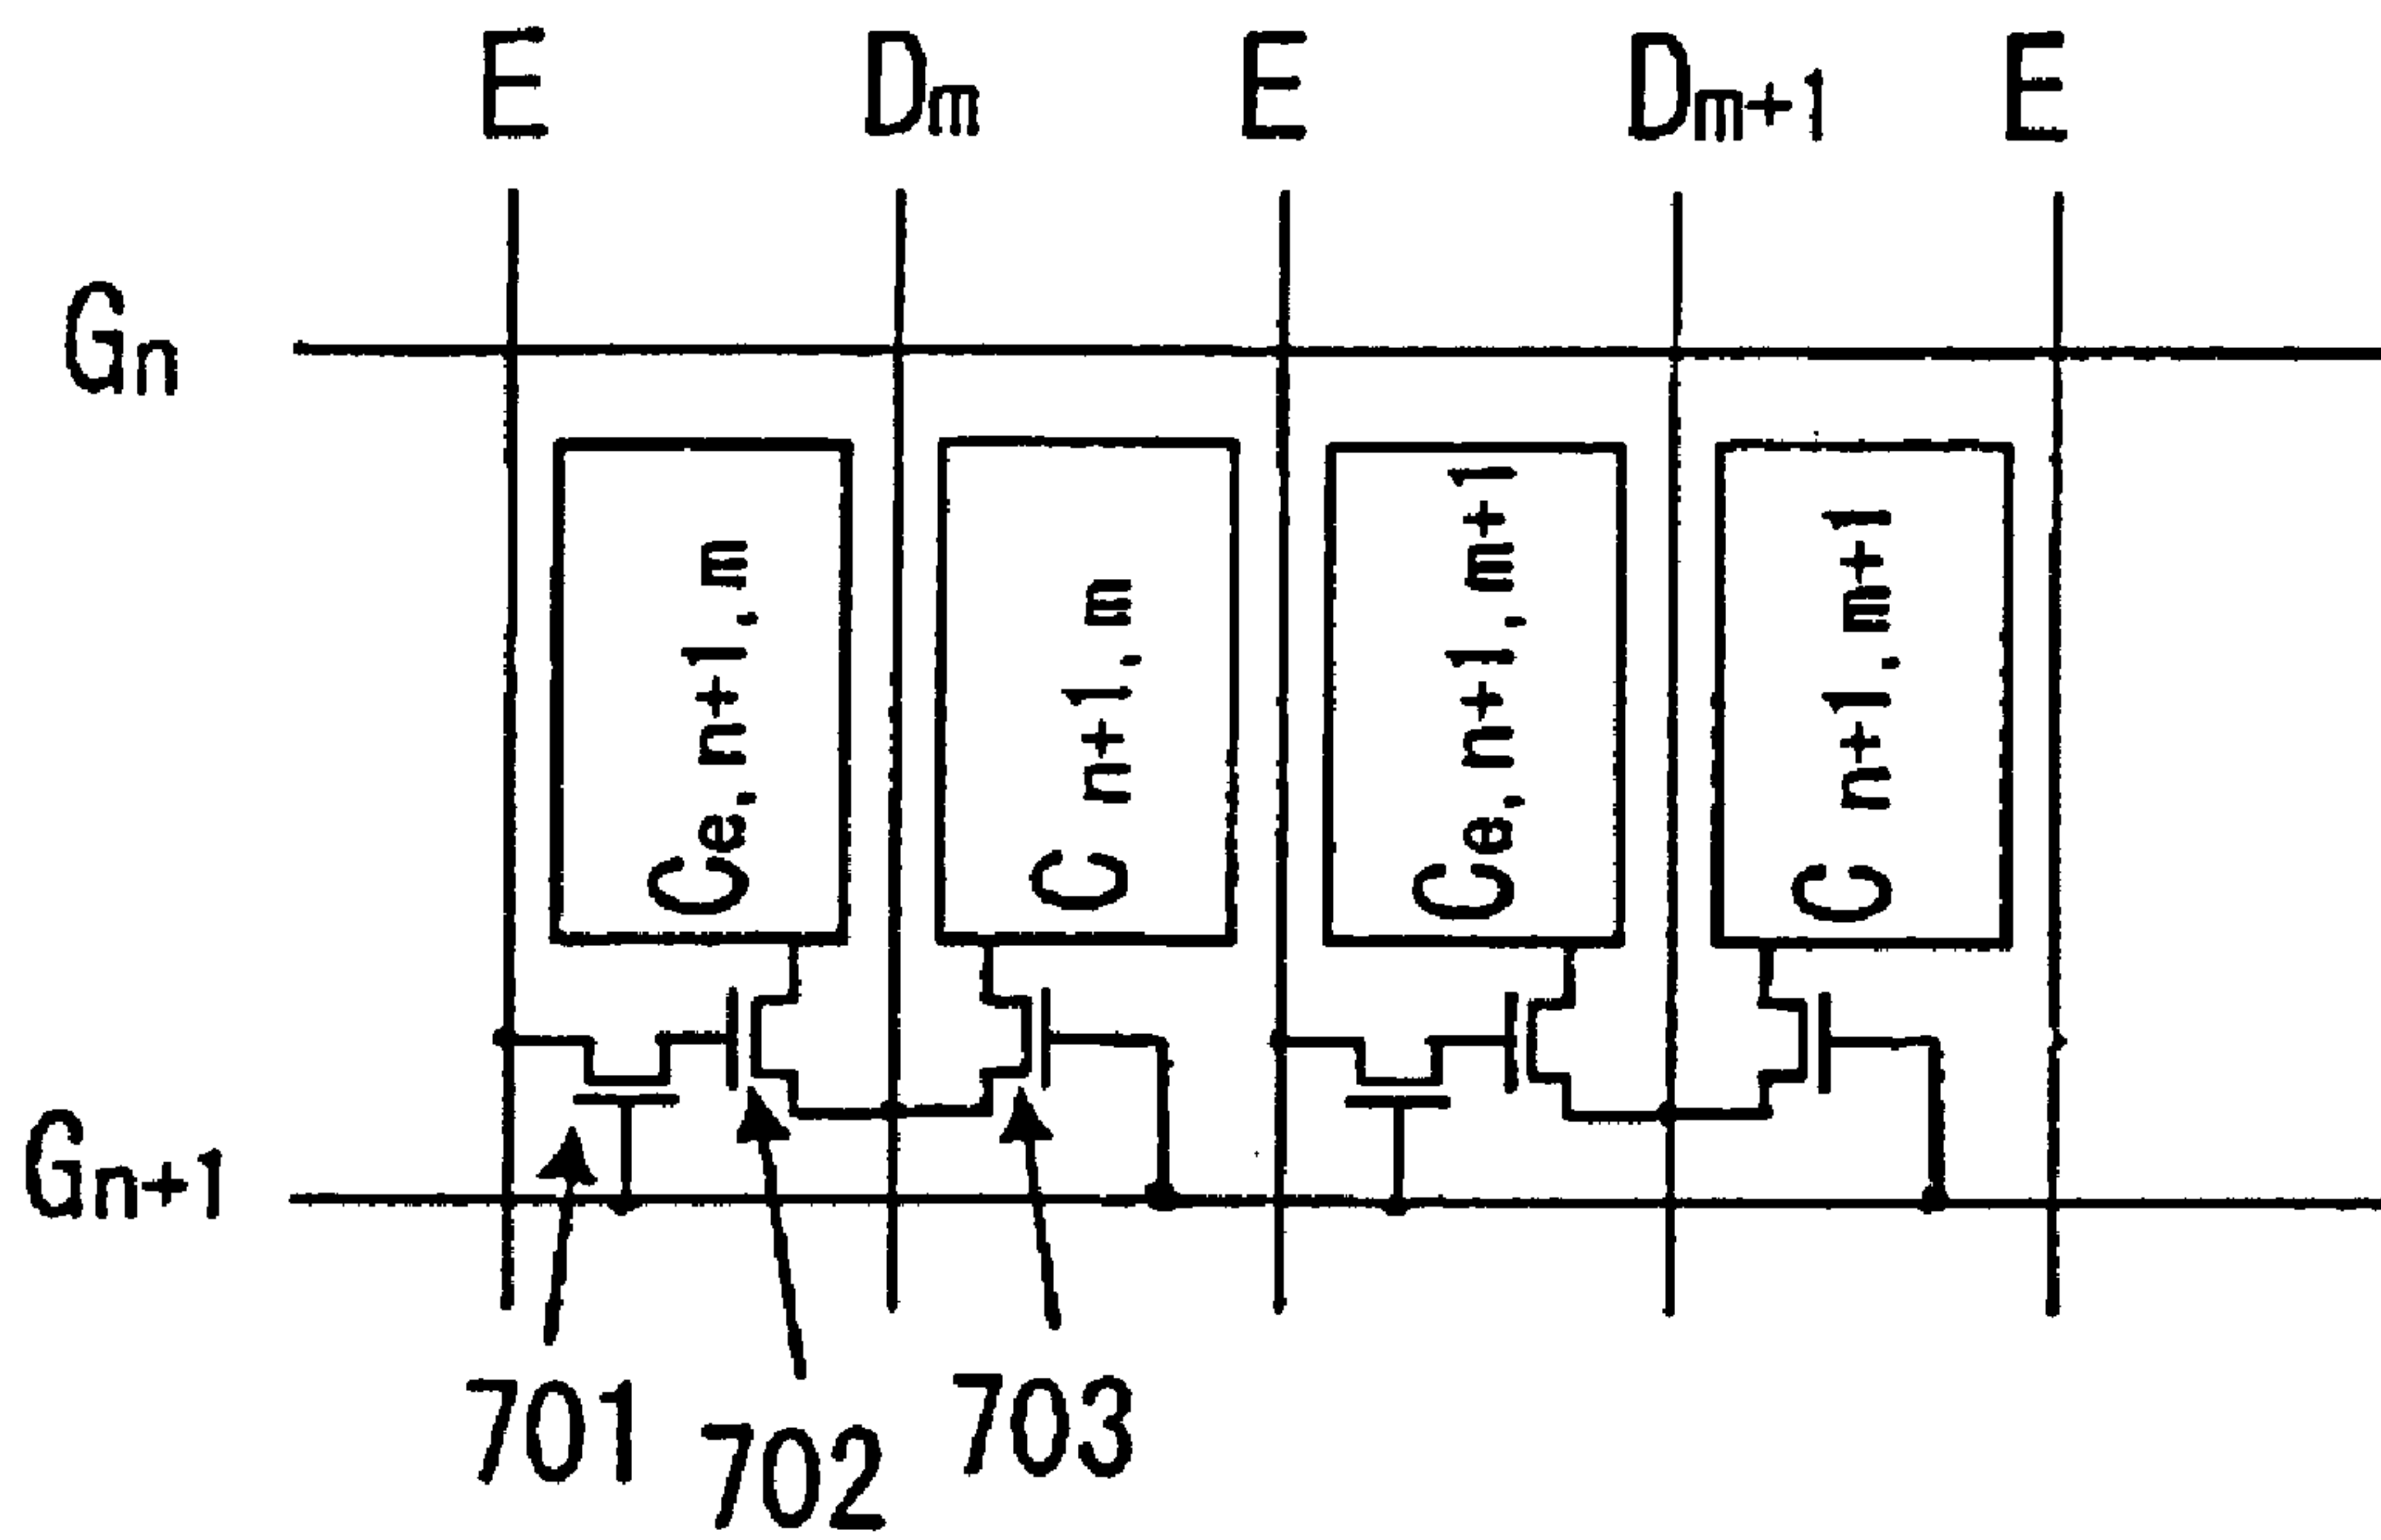 E Dm E Dm+1 E
Gn
Ce,n+1,m
C n+1,m
Ce,n+1,m+1
C n+1,m+1
Gn+1
701
702
703